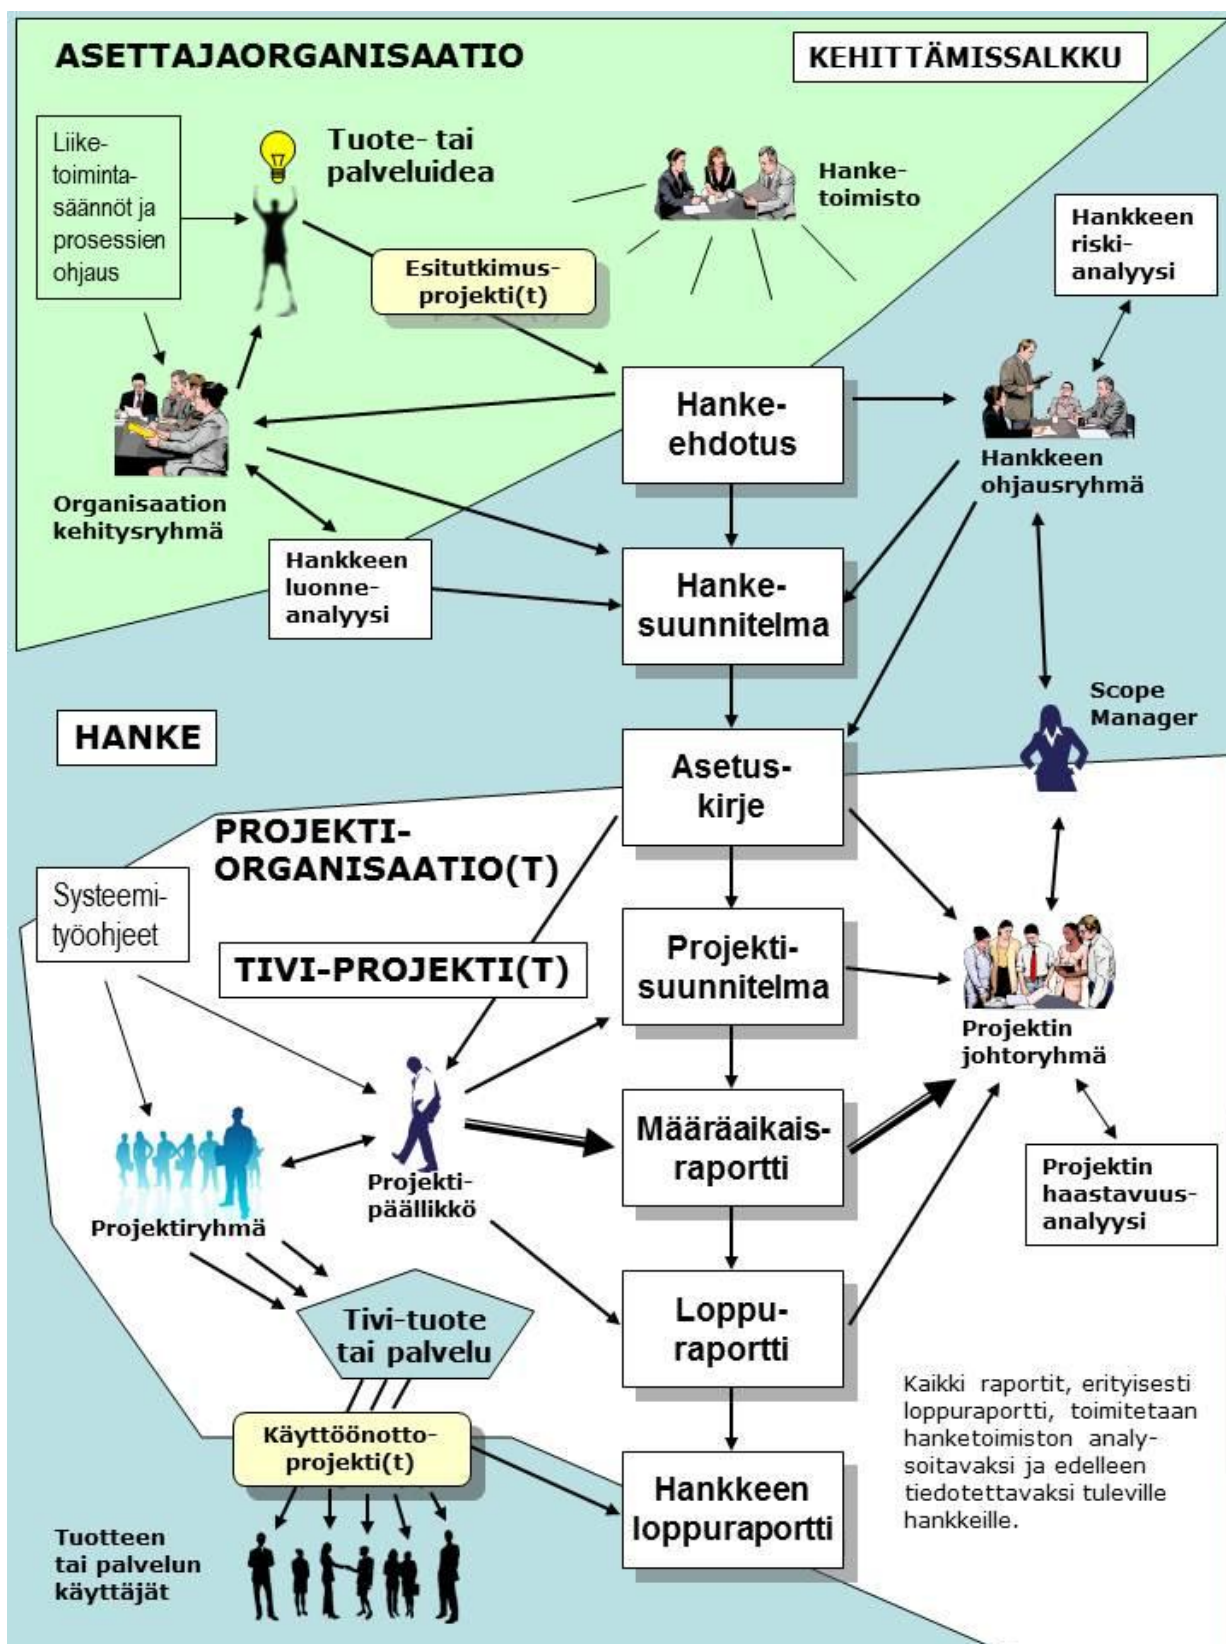 ASETTAJAORGANISAATIO
KEHITTÄMISSALKKU
Liike-
toiminta-
säännöt ja
prosessien
ohjaus
Tuote- tai
palveluidea
Hanke-
toimisto
Hankkeen
riski-
analyysi
Esitutkimus-
projekti(t)
Hanke-
ehdotus
Hankkeen
ohjausryhmä
Organisaation
kehitysryhmä
Hankkeen
luonne-
analyysi
Hanke-
suunnitelma
Scope
Manager
HANKE
Asetus-
kirje
PROJEKTI-
ORGANISAATIO(T)
Systeemi-
työohjeet
TIVI-PROJEKTI(T)
Projekti-
suunnitelma
Projektin
johtoryhmä
Määräaikais-
raportti
Projekti-
päällikkö
Projektiryhmä
Projektin
haastavuus-
analyysi
Tivi-tuote
tai palvelu
Loppu-
raportti
Kaikki raportit, erityisesti
loppuraportti, toimitetaan
hanketoimiston analy-
soitavaksi ja edelleen
tiedotettavaksi tuleville
hankkeille.
Käyttöönotto-
projekti(t)
Hankkeen
loppuraportti
Tuotteen
tai palvelun
käyttäjät